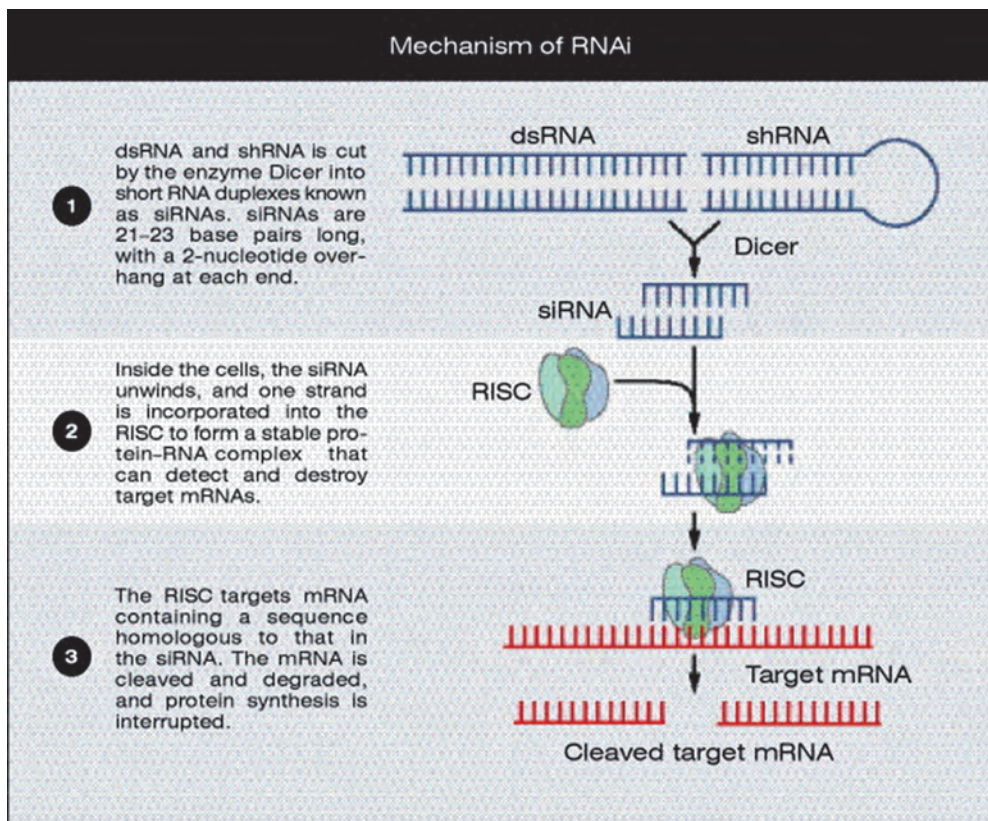 Mechanism of RNAi
1
dsRNA and shRNA is cut
by the enzyme Dicer into
short RNA duplexes known
as siRNAs. siRNAs are
21–23 base pairs long,
with a 2-nucleotide over-
hang at each end.
dsRNA
shRNA
Dicer
siRNA
2
Inside the cells, the siRNA
unwinds, and one strand
is incorporated into the
RISC to form a stable pro-
tein–RNA complex that
can detect and destroy
target mRNAs.
RISC
3
The RISC targets mRNA
containing a sequence
homologous to that in
the siRNA. The mRNA is
cleaved and degraded,
and protein synthesis is
interrupted.
RISC
Target mRNA
Cleaved target mRNA